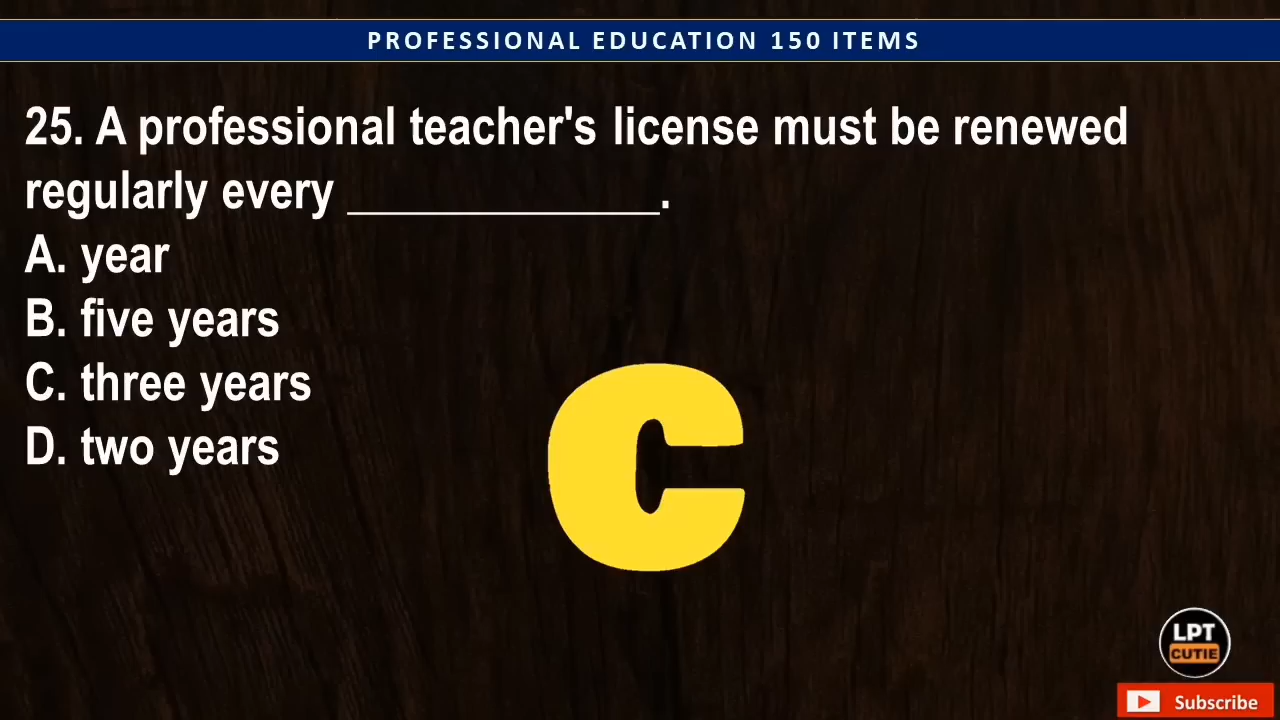 PROFESSIONAL EDUCATION 150 ITEMS
25. A professional teacher's license must be renewed
regularly every _____________.
A. year
B. five years
C. three years
D. two years
C
LPT
CUTIE
Subscribe